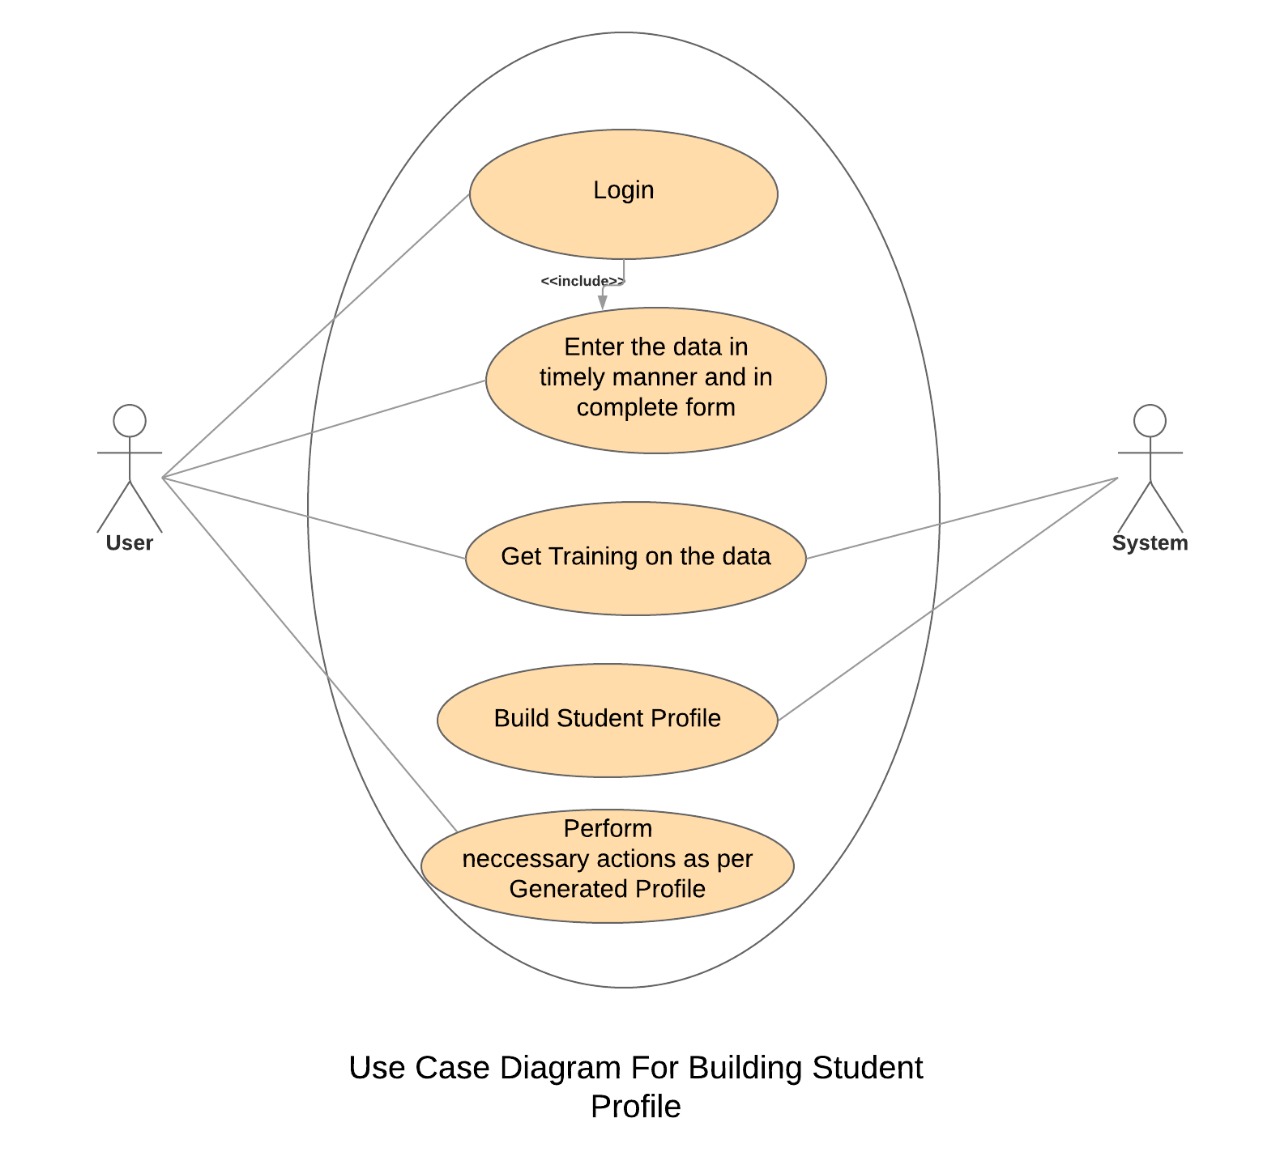 Login
<<include>>
Enter the data in
timely manner and in
complete form
User
System
Get Training on the data
Build Student Profile
Perform
neccessary actions as per
Generated Profile
Use Case Diagram For Building Student
Profile